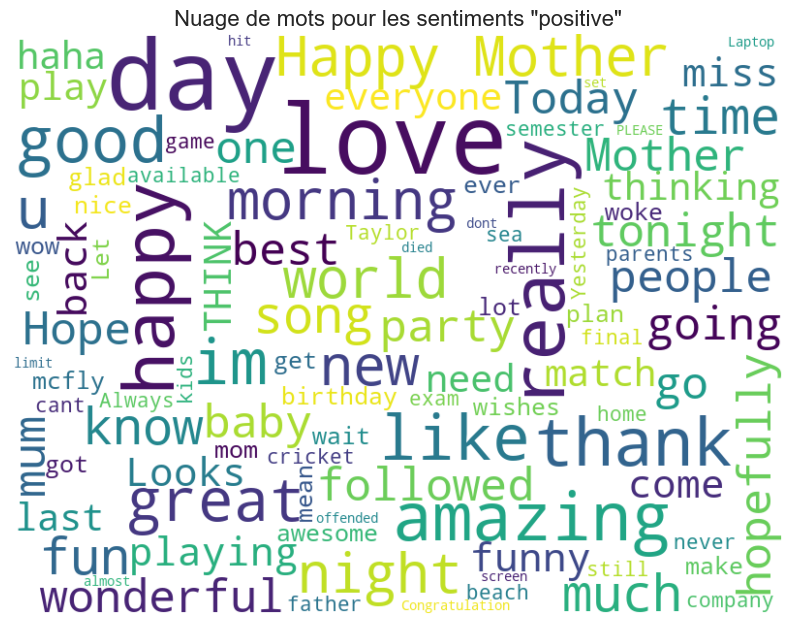 Nuage de mots pour les sentiments "positive"
hit
Laptop
haha
day
Happy Mother
miss
play
everyone
set
Today
time
good
game
one
love
semester
PLEASE
Mother
glad
available
really
thinking
u
nice
happy
morning
ever
Yesterday
woke
wow
back
Let
THINK
best
Taylor
died
dont
sea
tonight
parents
see
world
recently
people
Hope
song
party
lot
plan
final
going
limit
im
get
new
need
match
go
hopefully
mcfly
kids
cant
Always
birthday
exam
wishes
home
mum
know
baby
wait
like
thank
got
mom
cricket
Looks
great
mean
followed
come
last
offended
amazing
awesome
never
fun
playing
night
funny
still
make
almost
screen
wonderful
father
Congratulation
beach
much
company